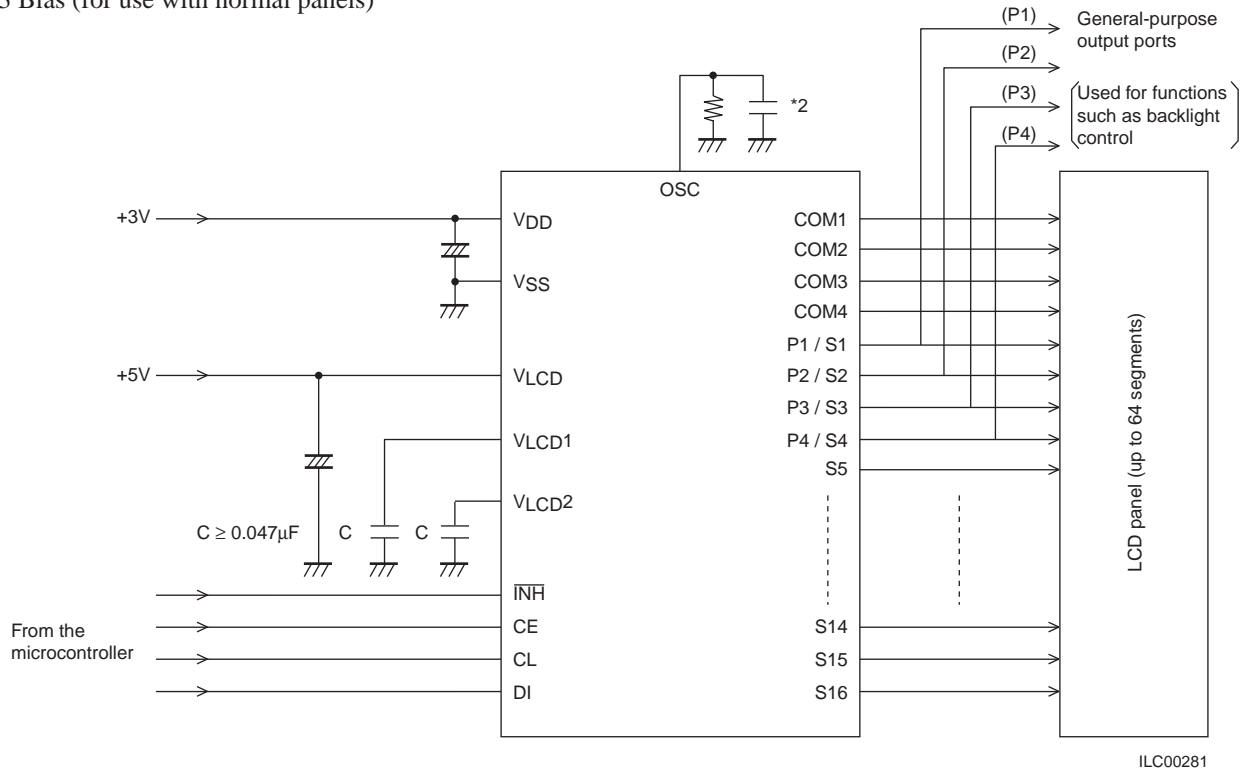 3 Bias (for use with normal panels)
(P1)
General-purpose
output ports
(P2)
(P3)
Used for functions
such as backlight
control
(P4)
*2
OSC
+3V
VDD
VSS
+5V
VLCD
VLCD1
VLCD2
C ≥ 0.047μF
C
C
INH
From the
microcontroller
CE
CL
DI
COM1
COM2
COM3
COM4
P1 / S1
P2 / S2
P3 / S3
P4 / S4
S5
S14
S15
S16
LCD panel (up to 64 segments)
ILC00281